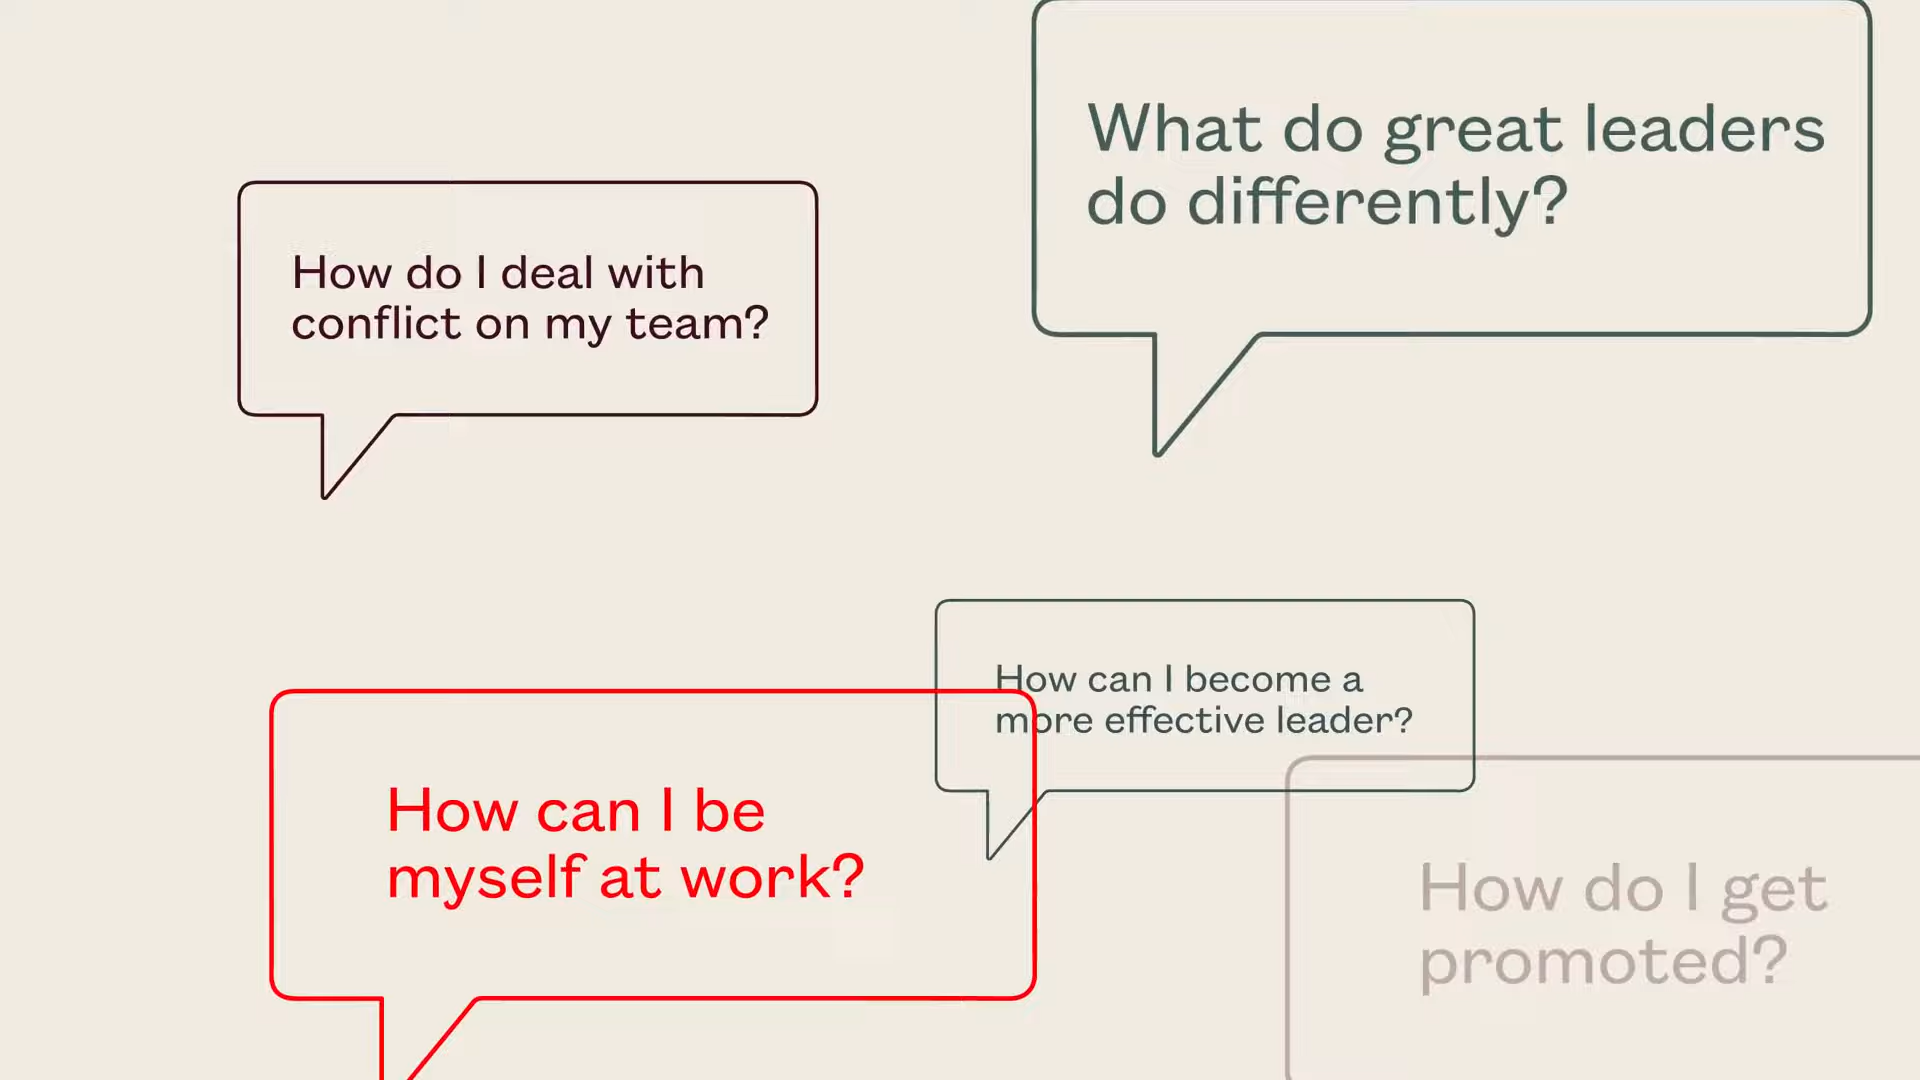 What do great leaders
do differently?
How do I deal with
conflict on my team?
How can I become a
more effective leader?
How can I be
myself at work?
How do I get
promoted?